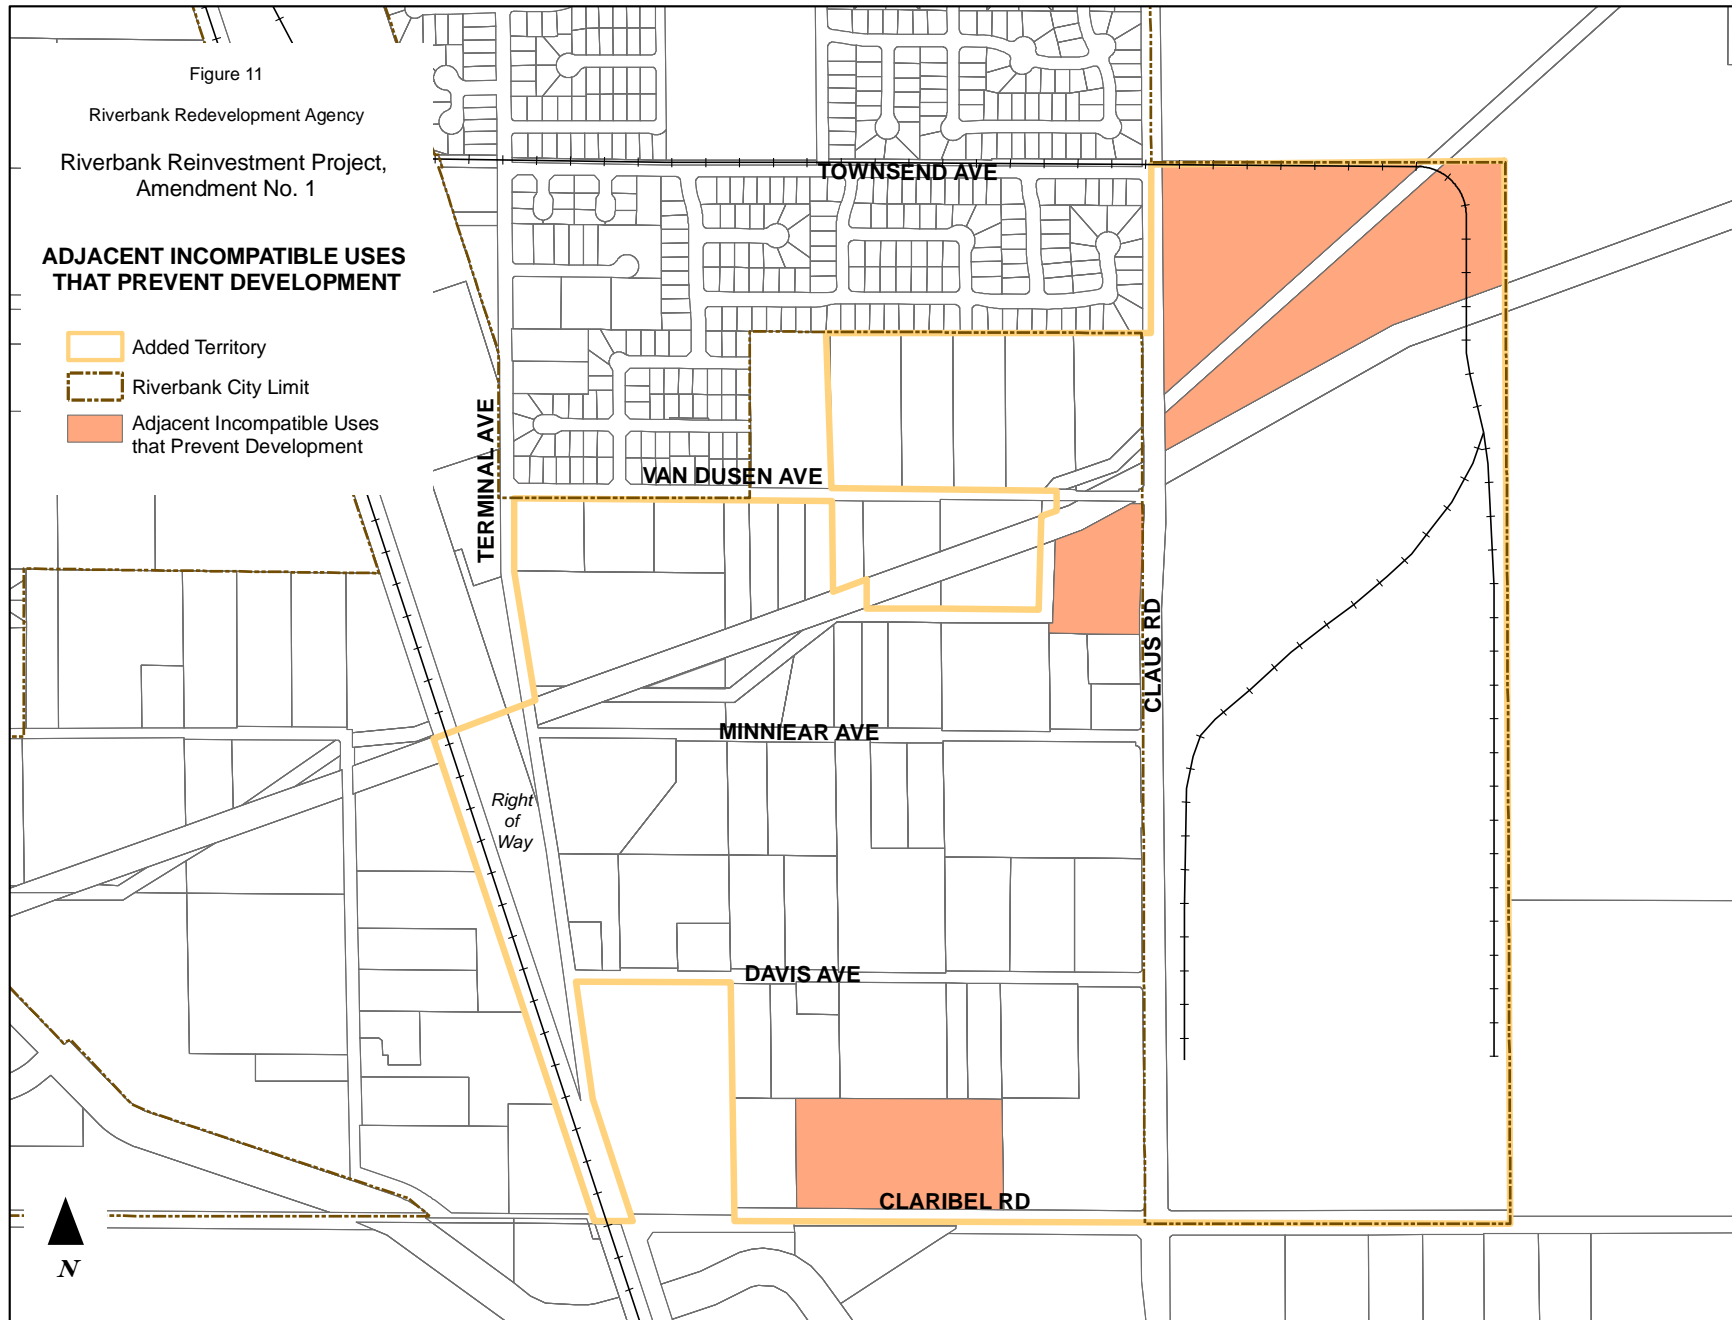 Figure 11
Riverbank Redevelopment Agency
Riverbank Reinvestment Project,
Amendment No. 1
ADJACENT INCOMPATIBLE USES
THAT PREVENT DEVELOPMENT
Added Territory
Riverbank City Limit
Adjacent Incompatible Uses
that Prevent Development
TOWNSEND AVE
TERMINAL AVE
VAN DUSEN AVE
CLAUS RD
MINNIEAR AVE
Right
of
Way
DAVIS AVE
CLARIBEL RD
N